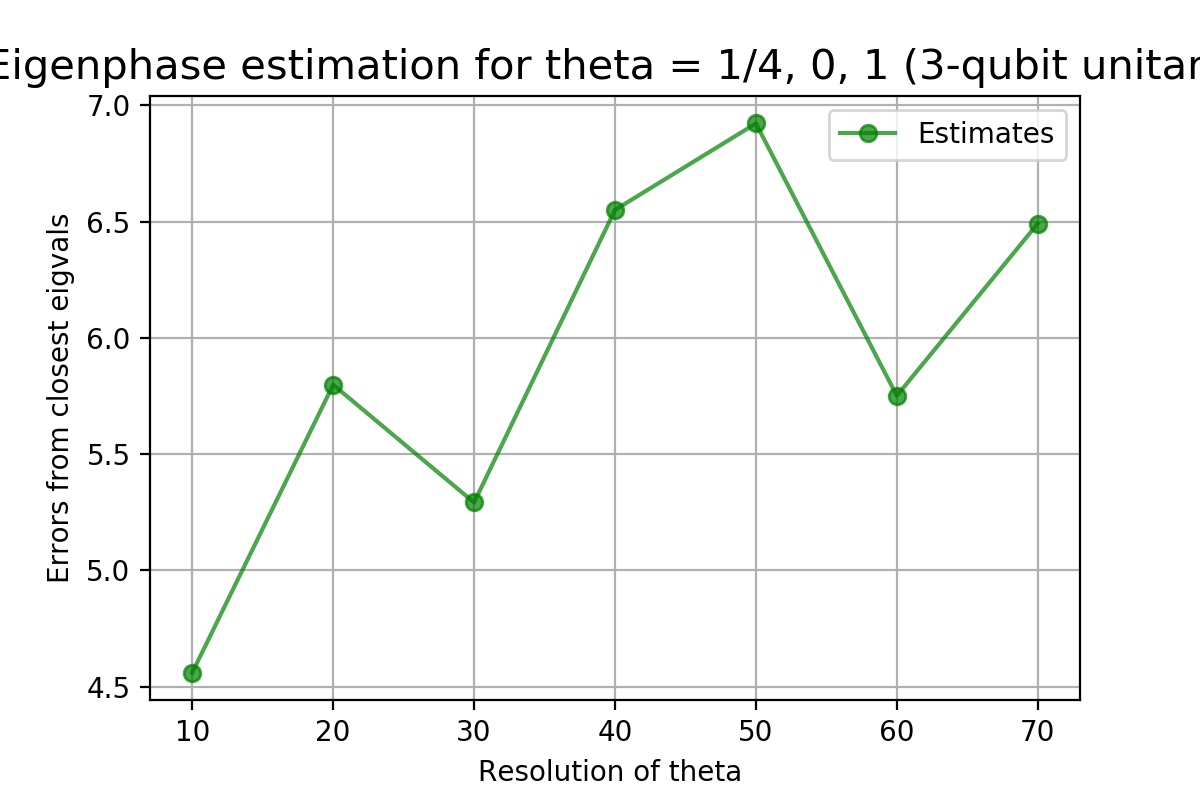 Eigenphase estimation for theta = 1/4, 0, 1 (3-qubit unitar
Estimates
7.0
6.5
6.0
5.5
5.0
4.5
Errors from closest eigvals
10 20 30 40 50 60 70
Resolution of theta